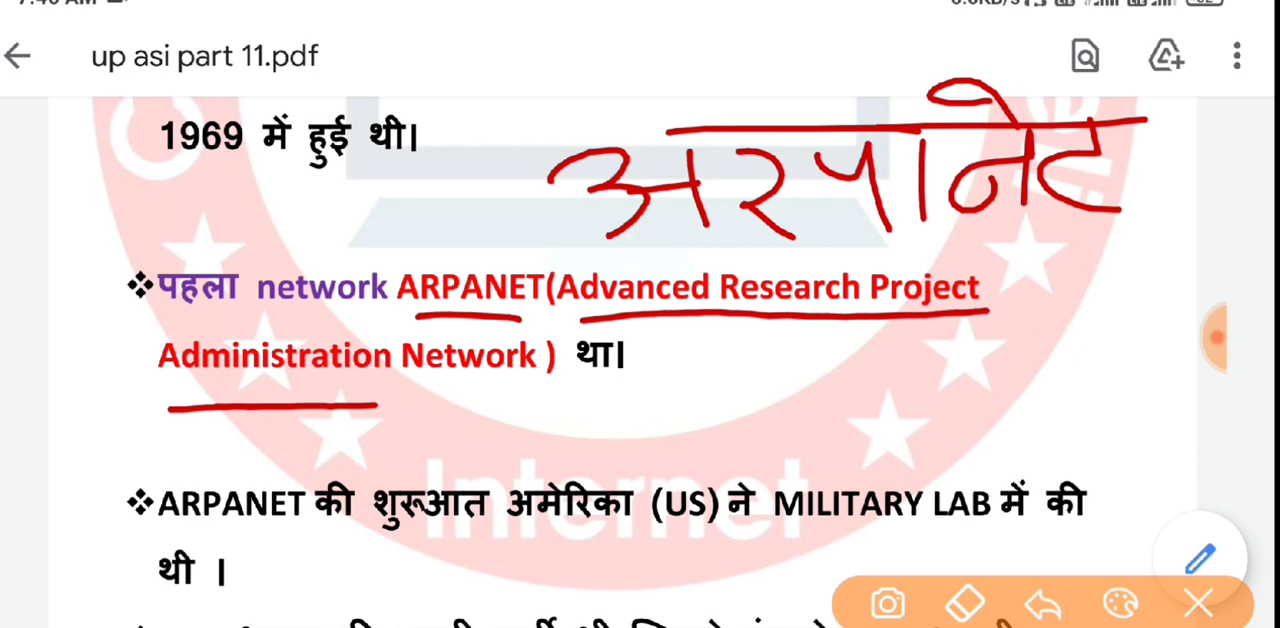 up asi part 11.pdf
1969 में हुई थी।
अरपानेट
❖पहला network ARPANET(Advanced Research Project
Administration Network ) था।
❖ARPANET की शुरूआत अमेरिका (US) ने MILITARY LAB में की
थी ।
Internet